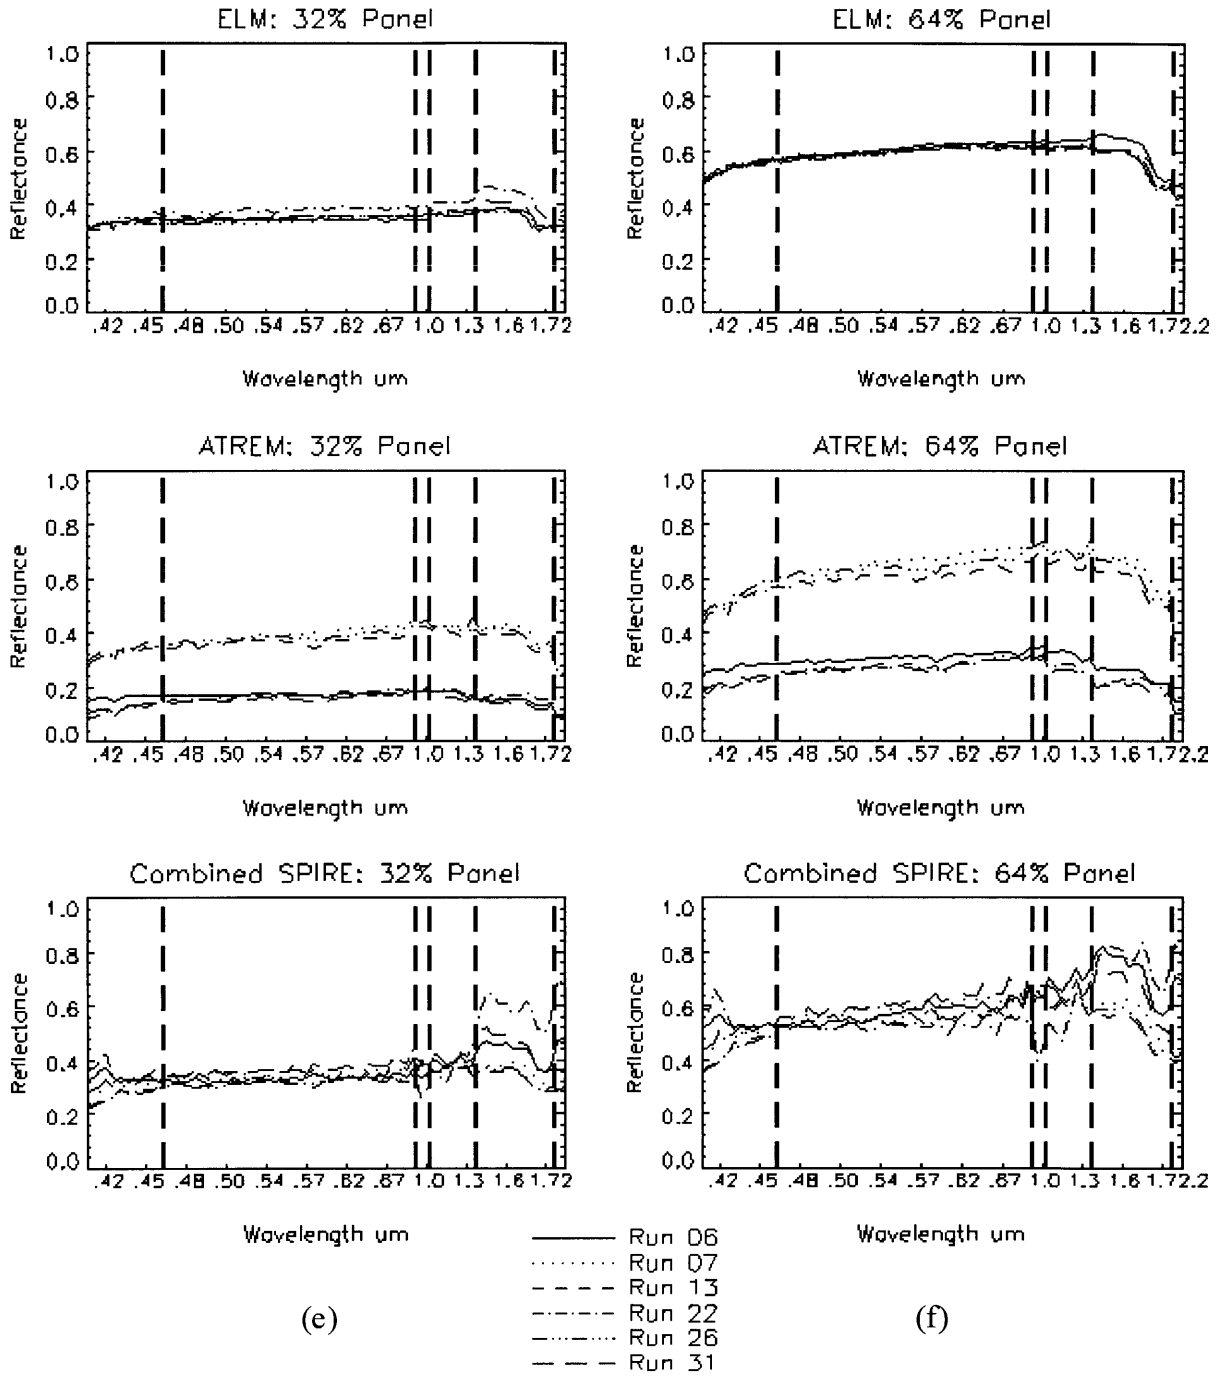 ELM: 32% Panel
1.0
0.8
0.6
0.4
0.2
0.0
Reflectance
.42 .45 .48 .50 .54 .57 .62 .67 1.0 1.3 1.6 1.72
Wavelength um
ELM: 64% Panel
1.0
0.8
0.6
0.4
0.2
0.0
Reflectance
.42 .45 .48 .50 .54 .57 .62 .67 1.0 1.3 1.6 1.72.2
Wavelength um
ATREM: 32% Panel
1.0
0.8
0.6
0.4
0.2
0.0
Reflectance
.42 .45 .48 .50 .54 .57 .62 .67 1.0 1.3 1.6 1.72
Wavelength um
ATREM: 64% Panel
1.0
0.8
0.6
0.4
0.2
0.0
Reflectance
.42 .45 .48 .50 .54 .57 .62 .67 1.0 1.3 1.6 1.72.2
Wavelength um
Combined SPIRE: 32% Panel
1.0
0.8
0.6
0.4
0.2
0.0
Reflectance
.42 .45 .48 .50 .54 .57 .62 .67 1.0 1.3 1.6 1.72
Wavelength um
Combined SPIRE: 64% Panel
1.0
0.8
0.6
0.4
0.2
0.0
Reflectance
.42 .45 .48 .50 .54 .57 .62 .67 1.0 1.3 1.6 1.72.2
Wavelength um
Run 06
Run 07
Run 13
Run 22
Run 26
Run 31
(e)
(f)